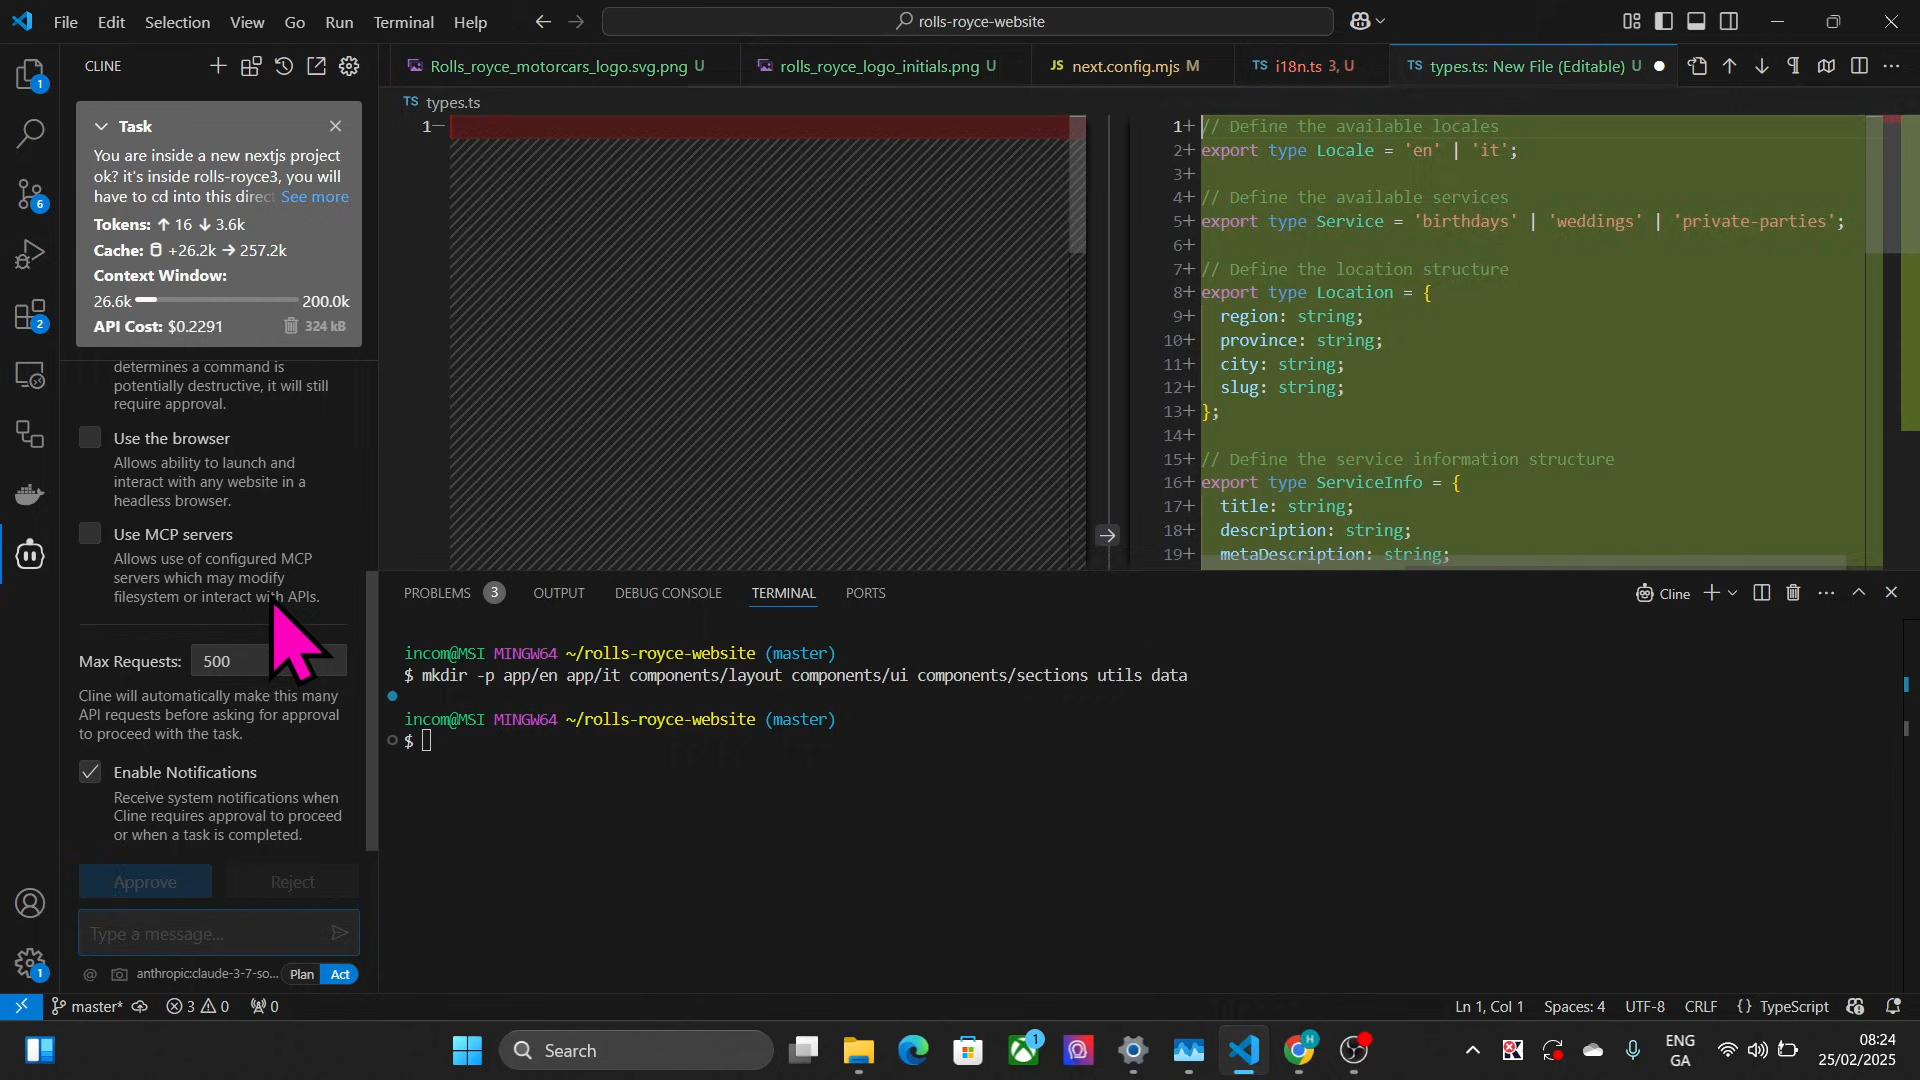 File Edit Selection View Go Run Terminal Help
rolls-royce-website
CLINE
Rolls_royce_motorcars_logo.svg.png U
rolls_royce_logo_initials.png U
JS next.config.mjs M
TS i18n.ts 3, U
TS types.ts: New File (Editable) U
1
Task
You are inside a new nextjs project
ok? it's inside rolls-royce3, you will
have to cd into this direct See more
Tokens: ↑ 16 ↓ 3.6k
Cache: +26.2k → 257.2k
Context Window:
26.6k 200.0k
API Cost: $0.2291 324 kB
6
2
determines a command is
potentially destructive, it will still
require approval.
Use the browser
Allows ability to launch and
interact with any website in a
headless browser.
Use MCP servers
Allows use of configured MCP
servers which may modify
filesystem or interact with APIs.
Max Requests: 500
Cline will automatically make this many
API requests before asking for approval
to proceed with the task.
Enable Notifications
Receive system notifications when
Cline requires approval to proceed
or when a task is completed.
Approve Reject
Type a message...
@ anthropic:claude-3-7-so... Plan Act
1
TS types.ts
1−
1+ // Define the available locales
2+ export type Locale = 'en' | 'it';
3+
4+ // Define the available services
5+ export type Service = 'birthdays' | 'weddings' | 'private-parties';
6+
7+ // Define the location structure
8+ export type Location = {
9+ region: string;
10+ province: string;
11+ city: string;
12+ slug: string;
13+ };
14+
15+ // Define the service information structure
16+ export type ServiceInfo = {
17+ title: string;
18+ description: string;
19+ metaDescription: string;
PROBLEMS 3 OUTPUT DEBUG CONSOLE TERMINAL PORTS
Cline
incom@MSI MINGW64 ~/rolls-royce-website (master)
$ mkdir -p app/en app/it components/layout components/ui components/sections utils data
incom@MSI MINGW64 ~/rolls-royce-website (master)
$
master* 3 0 0
Ln 1, Col 1 Spaces: 4 UTF-8 CRLF {} TypeScript
Search
1
H
ENG
GA
08:24
25/02/2025